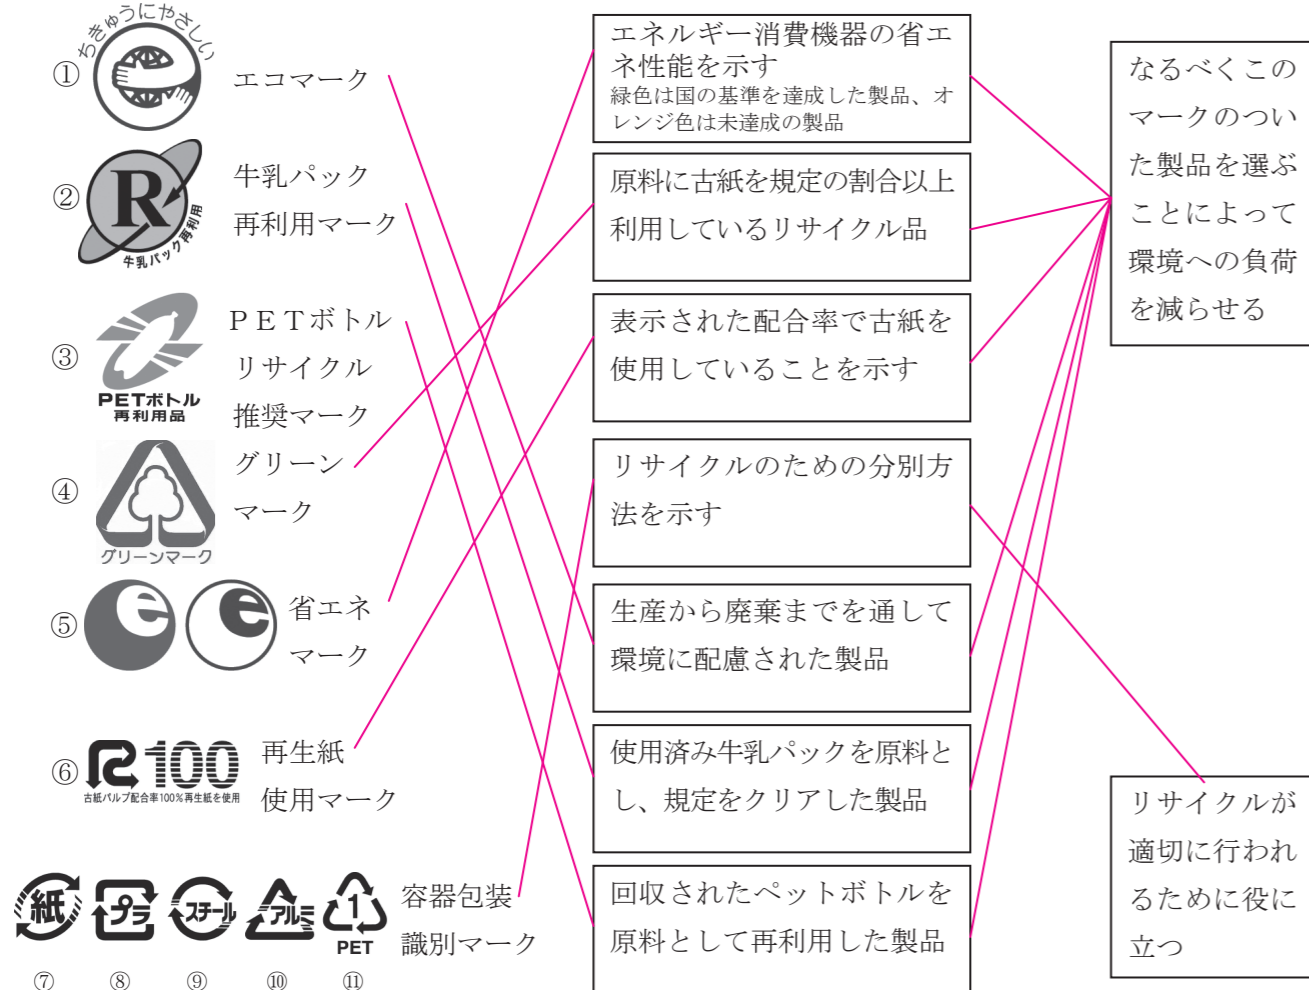 ちきゅうにやさしい
①
エコマーク
②
R
牛乳パック再利用
牛乳パック
再利用マーク
③
PETボトル
再利用品
ＰＥＴボトル
リサイクル
推奨マーク
④
グリーンマーク
グリーン
マーク
⑤
e
e
省エネ
マーク
⑥
R100
古紙パルプ配合率100%再生紙を使用
再生紙
使用マーク
紙
プラ
スチール
アルミ
1
PET
容器包装
識別マーク
⑦
⑧
⑨
⑩
⑪
エネルギー消費機器の省エ
ネ性能を示す
緑色は国の基準を達成した製品、オ
レンジ色は未達成の製品
原料に古紙を規定の割合以上
利用しているリサイクル品
表示された配合率で古紙を
使用していることを示す
リサイクルのための分別方
法を示す
生産から廃棄までを通して
環境に配慮された製品
使用済み牛乳パックを原料と
し、規定をクリアした製品
回収されたペットボトルを
原料として再利用した製品
なるべくこの
マークのつい
た製品を選ぶ
ことによって
環境への負荷
を減らせる
リサイクルが
適切に行われ
るために役に
立つ